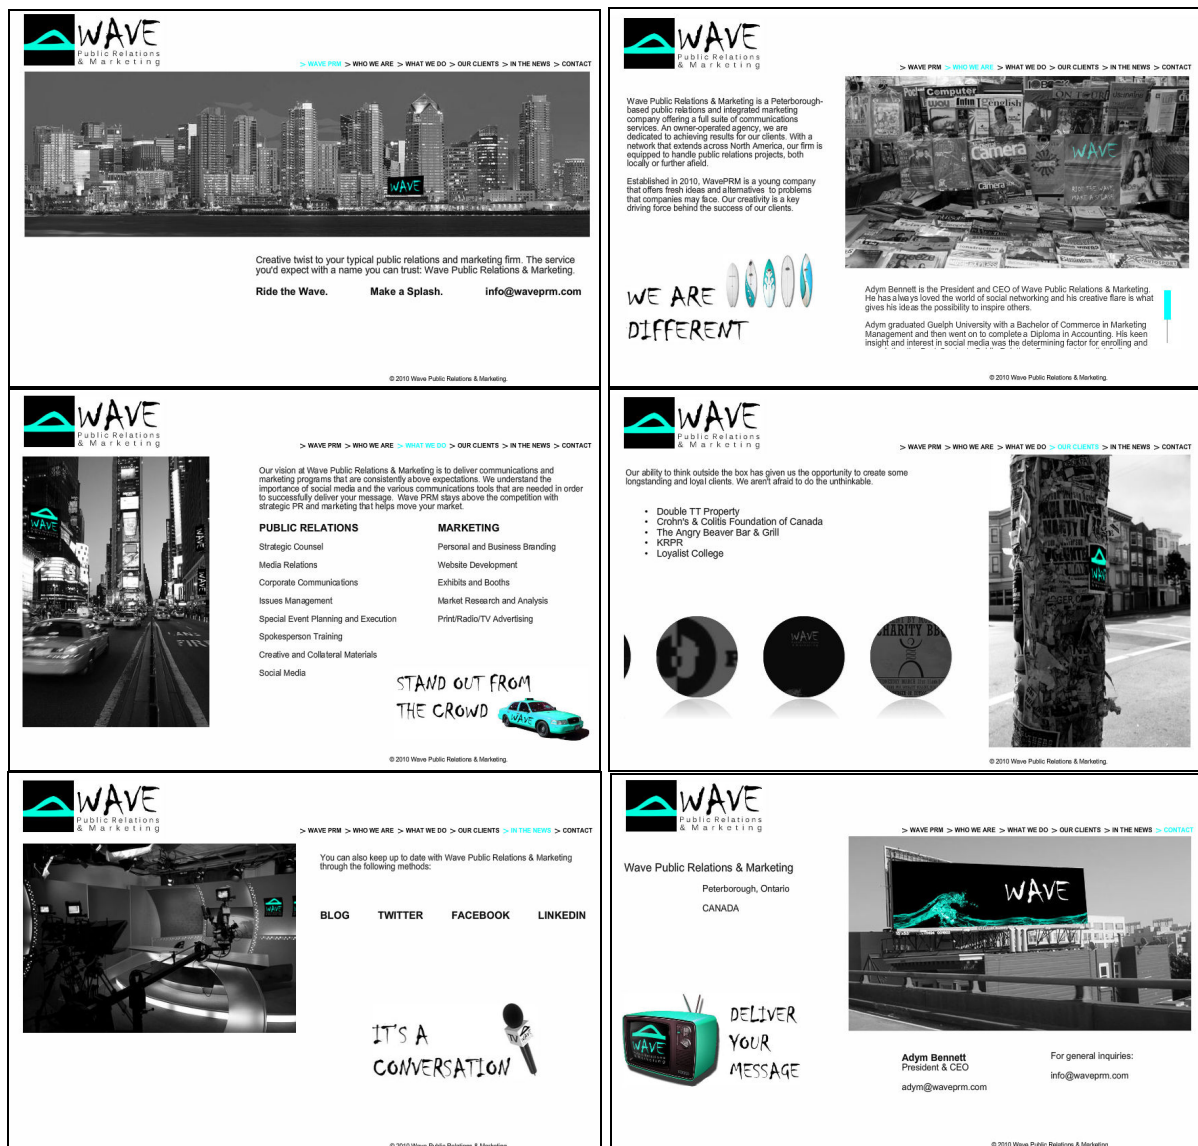 WAVE
Public Relations
& Marketing
> WAVE PRM > WHO WE ARE > WHAT WE DO > OUR CLIENTS > IN THE NEWS > CONTACT
WAVE
Creative twist to your typical public relations and marketing firm. The service
you'd expect with a name you can trust: Wave Public Relations & Marketing.
Ride the Wave. Make a Splash. info@waveprm.com
© 2010 Wave Public Relations & Marketing.
WAVE
Public Relations
& Marketing
> WAVE PRM > WHO WE ARE > WHAT WE DO > OUR CLIENTS > IN THE NEWS > CONTACT
Wave Public Relations & Marketing is a Peterborough-
based public relations and integrated marketing
company offering a full suite of communications
services. An owner-operated agency, we are
dedicated to achieving results for our clients. With a
network that extends across North America, our firm is
equipped to handle public relations projects, both
locally or further afield.
Established in 2010, WavePRM is a young company
that offers fresh ideas and alternatives to problems
that companies may face. Our creativity is a key
driving force behind the success of our clients.
Computer
way
english
Camera
Camera
WAVE
RIDE THE WAVE
MAKE A SPLASH
WE ARE
DIFFERENT
Adym Bennett is the President and CEO of Wave Public Relations & Marketing.
He has always loved the world of social networking and his creative flare is what
gives his ideas the possibility to inspire others.
Adym graduated Guelph University with a Bachelor of Commerce in Marketing
Management and then went on to complete a Diploma in Accounting. His keen
insight and interest in social media was the determining factor for enrolling and
© 2010 Wave Public Relations & Marketing.
WAVE
Public Relations
& Marketing
> WAVE PRM > WHO WE ARE > WHAT WE DO > OUR CLIENTS > IN THE NEWS > CONTACT
WAVE
WAVE
Our vision at Wave Public Relations & Marketing is to deliver communications and
marketing programs that are consistently above expectations. We understand the
importance of social media and the various communications tools that are needed in order
to successfully deliver your message. Wave PRM stays above the competition with
strategic PR and marketing that helps move your market.
PUBLIC RELATIONS MARKETING
Strategic Counsel Personal and Business Branding
Media Relations Website Development
Corporate Communications Exhibits and Booths
Issues Management Market Research and Analysis
Special Event Planning and Execution Print/Radio/TV Advertising
Spokesperson Training
Creative and Collateral Materials
Social Media
STAND OUT FROM
THE CROWD
WAVE
© 2010 Wave Public Relations & Marketing.
WAVE
Public Relations
& Marketing
> WAVE PRM > WHO WE ARE > WHAT WE DO > OUR CLIENTS > IN THE NEWS > CONTACT
Our ability to think outside the box has given us the opportunity to create some
longstanding and loyal clients. We aren't afraid to do the unthinkable.
• Double TT Property
• Crohn's & Colitis Foundation of Canada
• The Angry Beaver Bar & Grill
• KRPR
• Loyalist College
WAVE
WAVE
CHARITY BB
© 2010 Wave Public Relations & Marketing.
WAVE
Public Relations
& Marketing
> WAVE PRM > WHO WE ARE > WHAT WE DO > OUR CLIENTS > IN THE NEWS > CONTACT
WAVE
You can also keep up to date with Wave Public Relations & Marketing
through the following methods:
BLOG TWITTER FACEBOOK LINKEDIN
IT'S A
CONVERSATION
TV
© 2010 Wave Public Relations & Marketing.
WAVE
Public Relations
& Marketing
> WAVE PRM > WHO WE ARE > WHAT WE DO > OUR CLIENTS > IN THE NEWS > CONTACT
Wave Public Relations & Marketing
Peterborough, Ontario
CANADA
WAVE
WAVE
DELIVER
YOUR
MESSAGE
Adym Bennett
President & CEO
adym@waveprm.com
For general inquiries:
info@waveprm.com
© 2010 Wave Public Relations & Marketing.